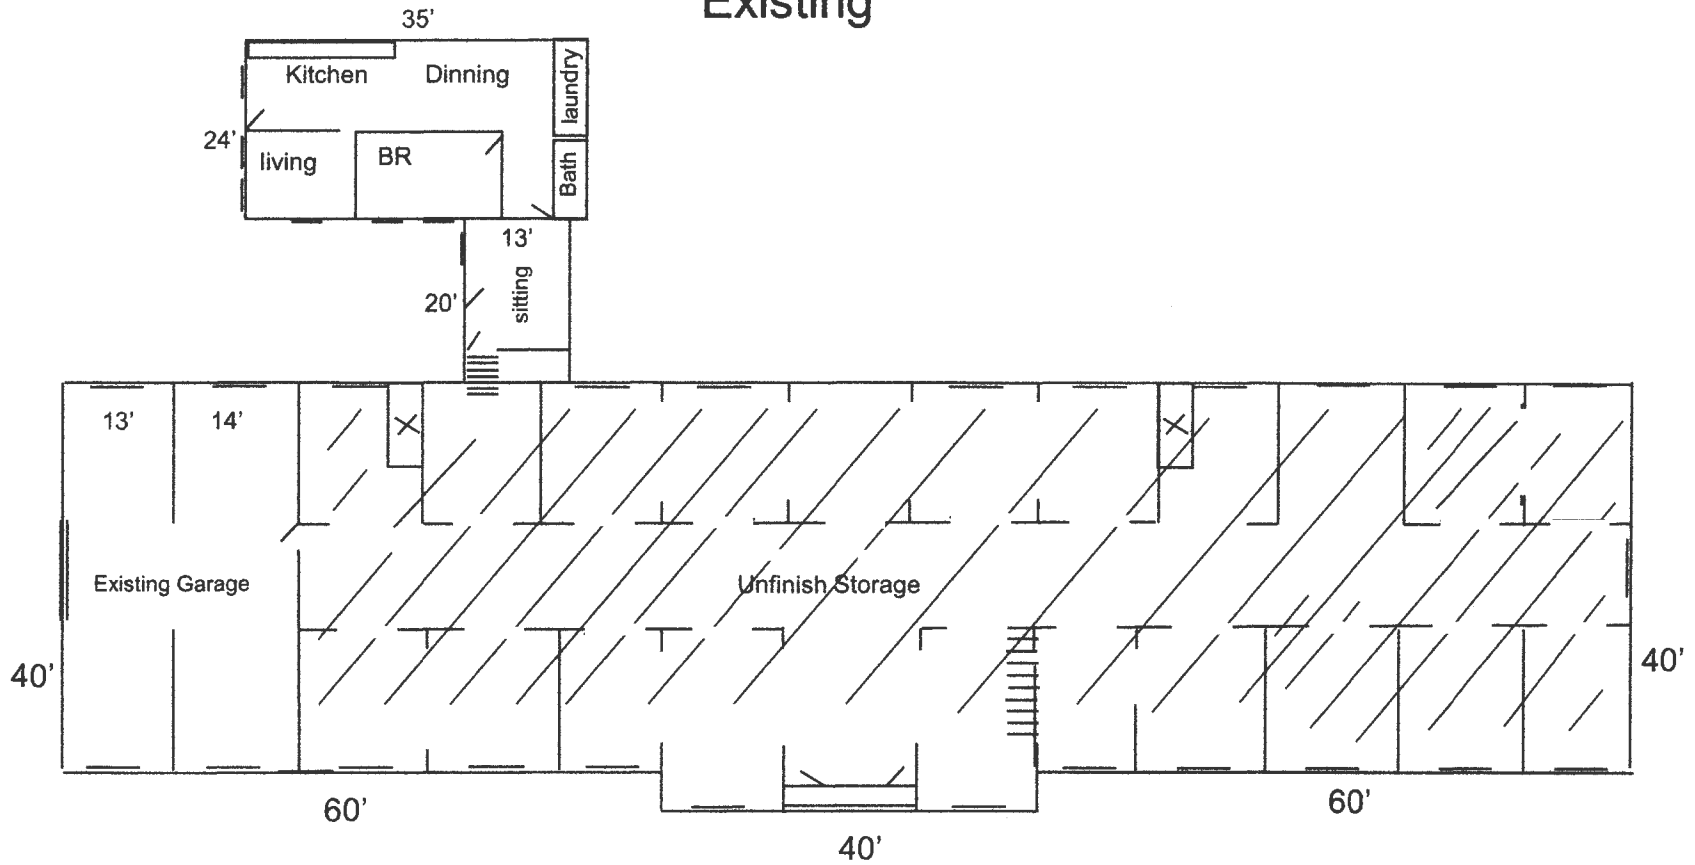 Existing
35'
Kitchen
Dinning
laundry
24'
living
BR
Bath
13'
20'
sitting
13'
14'
Existing Garage
Unfinish Storage
40'
40'
60'
60'
40'